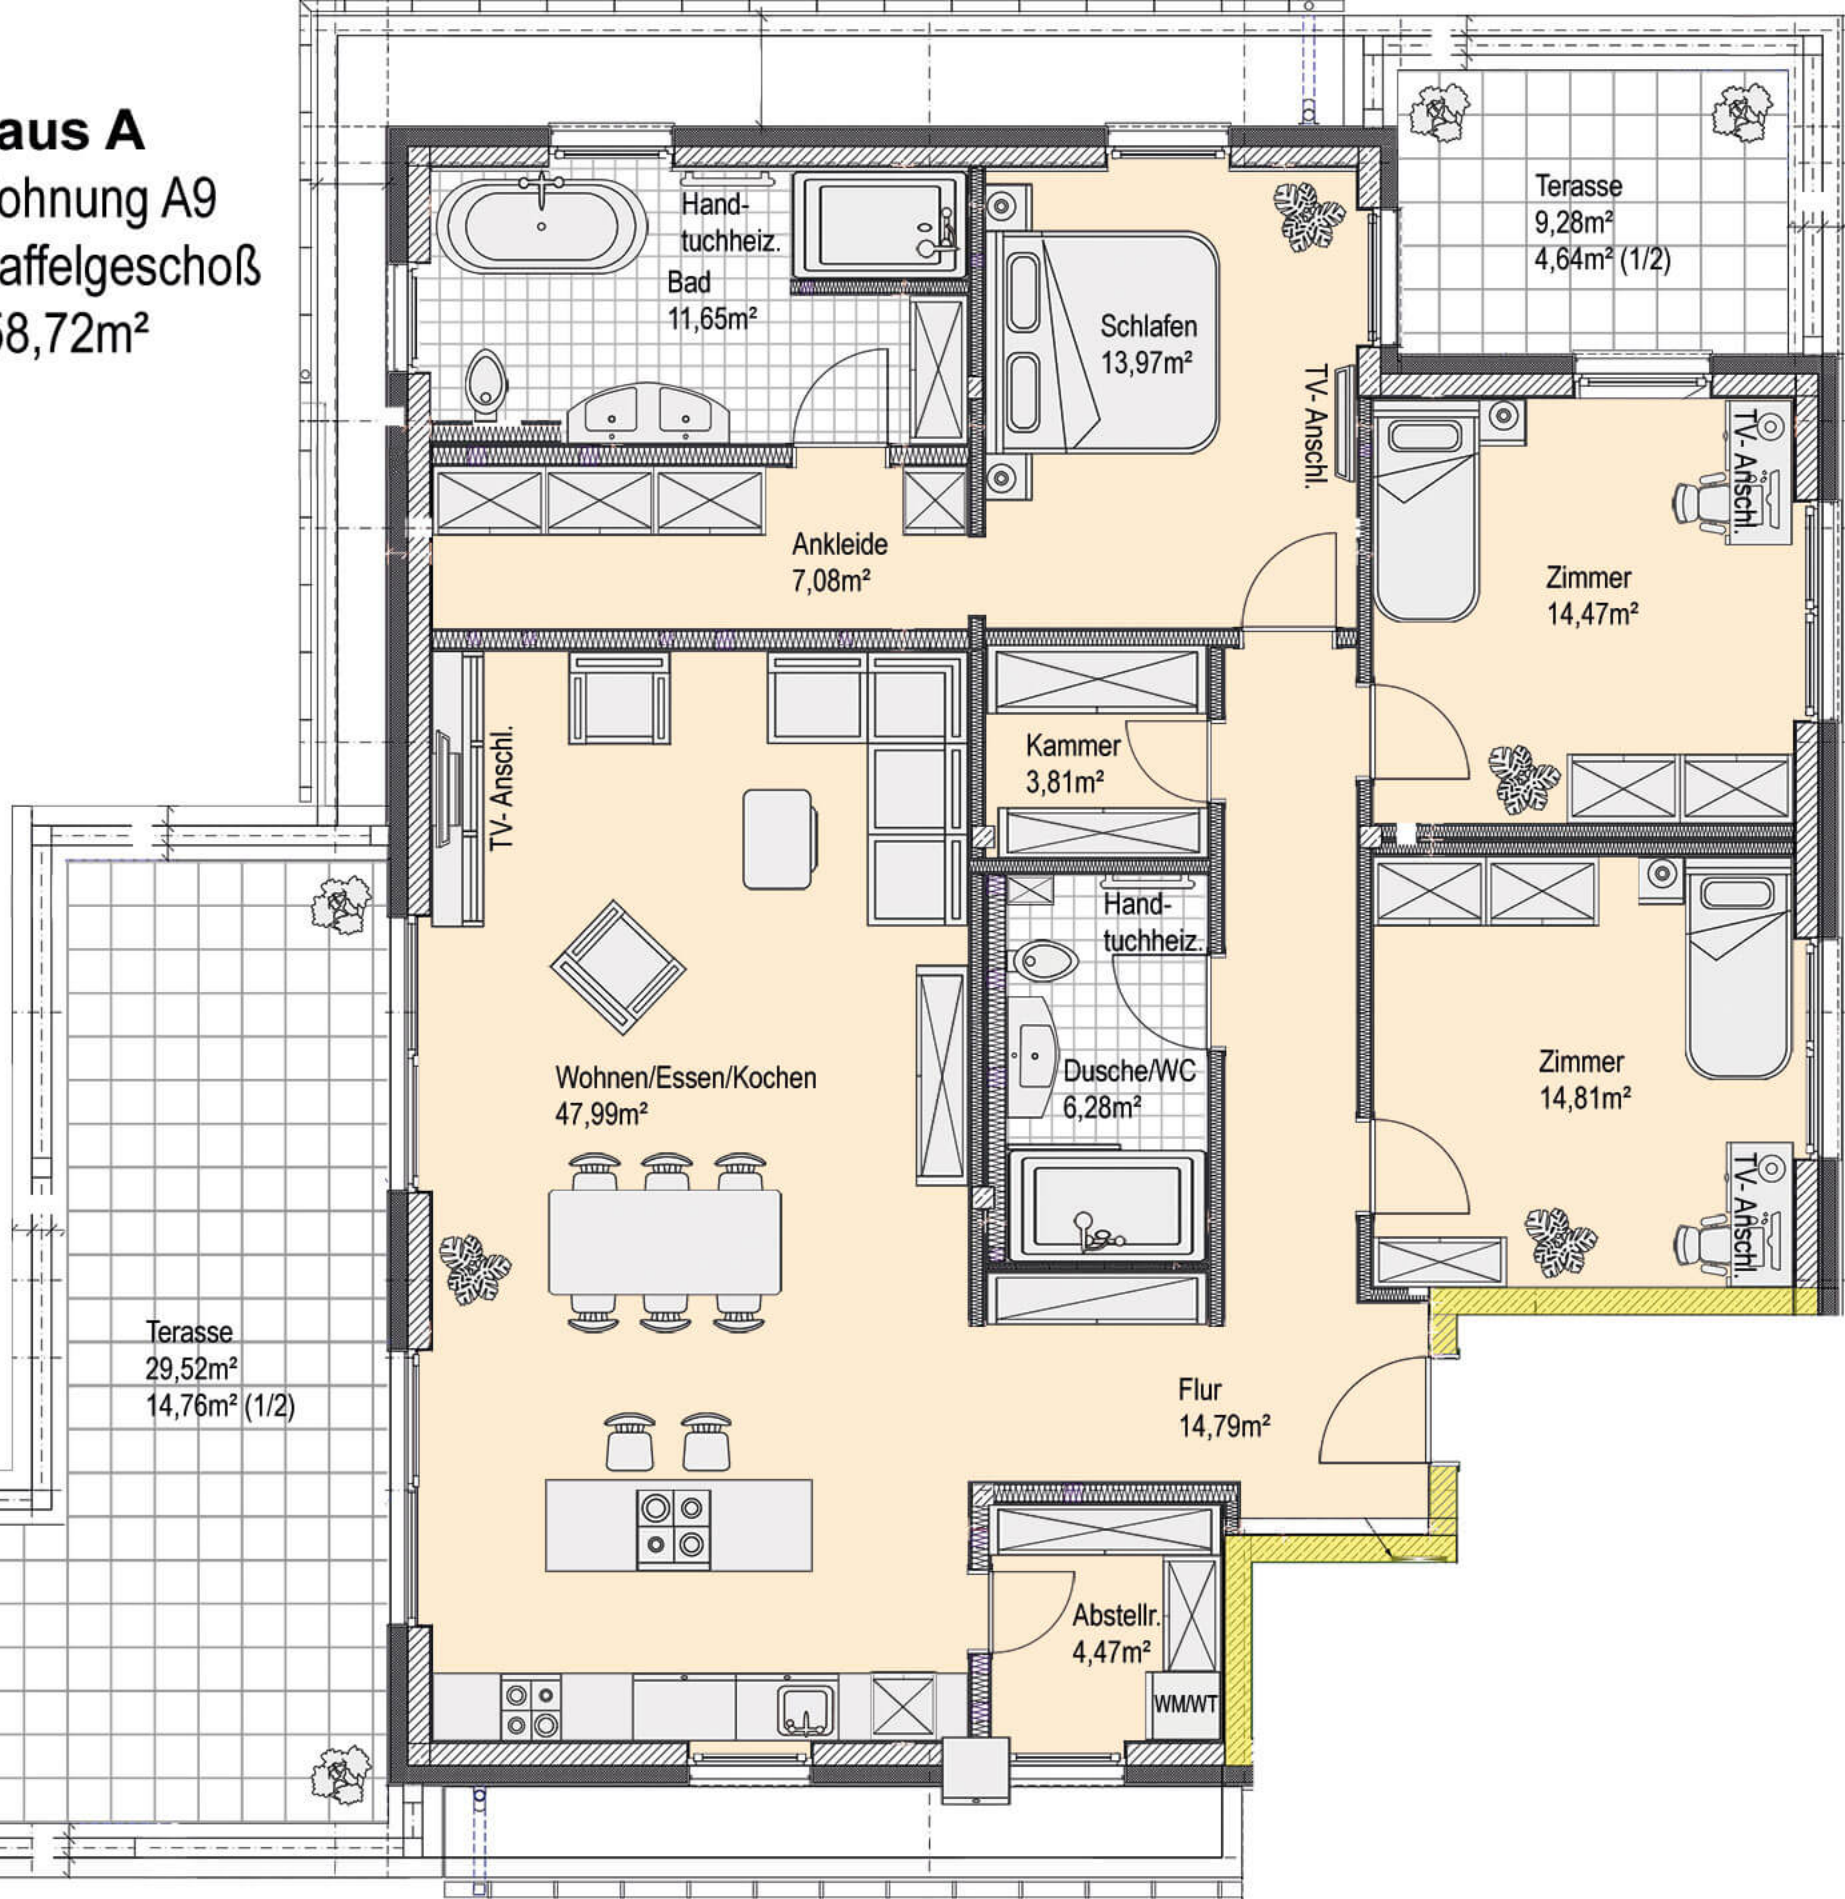 aus A
ohnung A9
affelgeschoß
58,72m²
Hand-
tuchheiz.
Bad
11,65m²
Schlafen
13,97m²
TV- Anschl.
Terasse
9,28m²
4,64m² (1/2)
TV- Anschl.
Zimmer
14,47m²
Ankleide
7,08m²
TV- Anschl.
Kammer
3,81m²
Hand-
tuchheiz.
Dusche/WC
6,28m²
Wohnen/Essen/Kochen
47,99m²
Zimmer
14,81m²
TV- Anschl.
Terasse
29,52m²
14,76m² (1/2)
Flur
14,79m²
Abstellr.
4,47m²
WM/WT